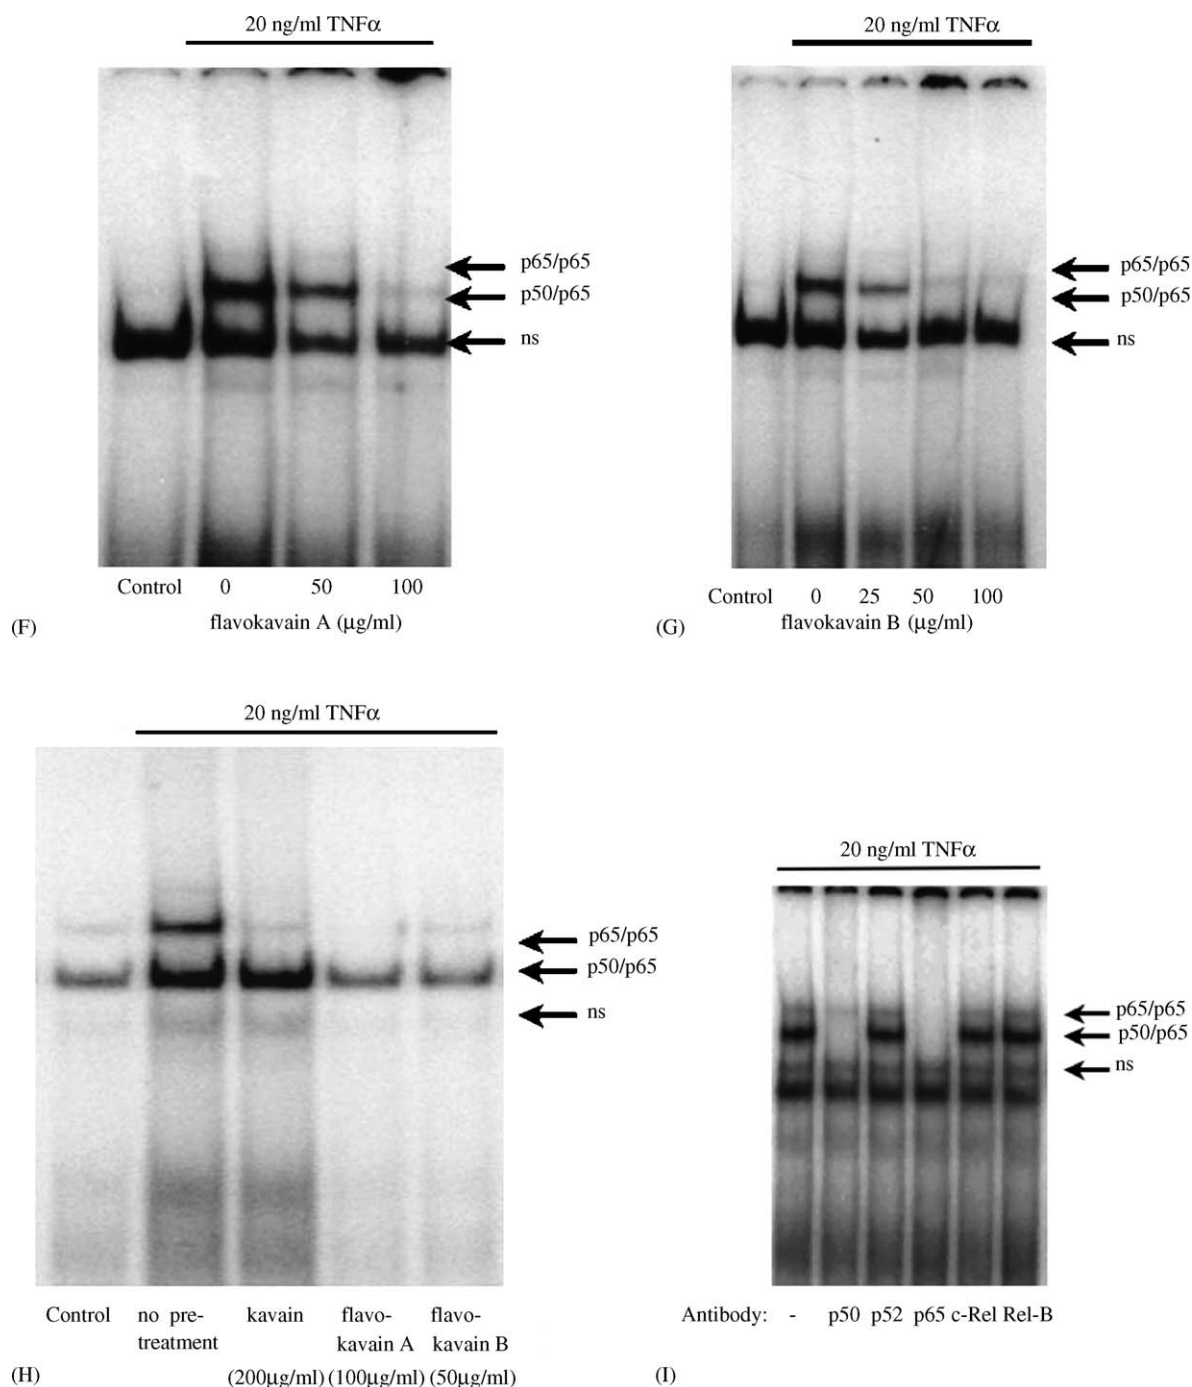 20 ng/ml TNFα
p65/p65
p50/p65
ns
Control 0 50 100
flavokavain A (μg/ml)
(F)
20 ng/ml TNFα
p65/p65
p50/p65
ns
Control 0 25 50 100
flavokavain B (μg/ml)
(G)
20 ng/ml TNFα
p65/p65
p50/p65
ns
Control no pre- kavain flavo- flavo-
treatment kavain A kavain B
(200μg/ml) (100μg/ml) (50μg/ml)
(H)
20 ng/ml TNFα
p65/p65
p50/p65
ns
Antibody: - p50 p52 p65 c-Rel Rel-B
(I)